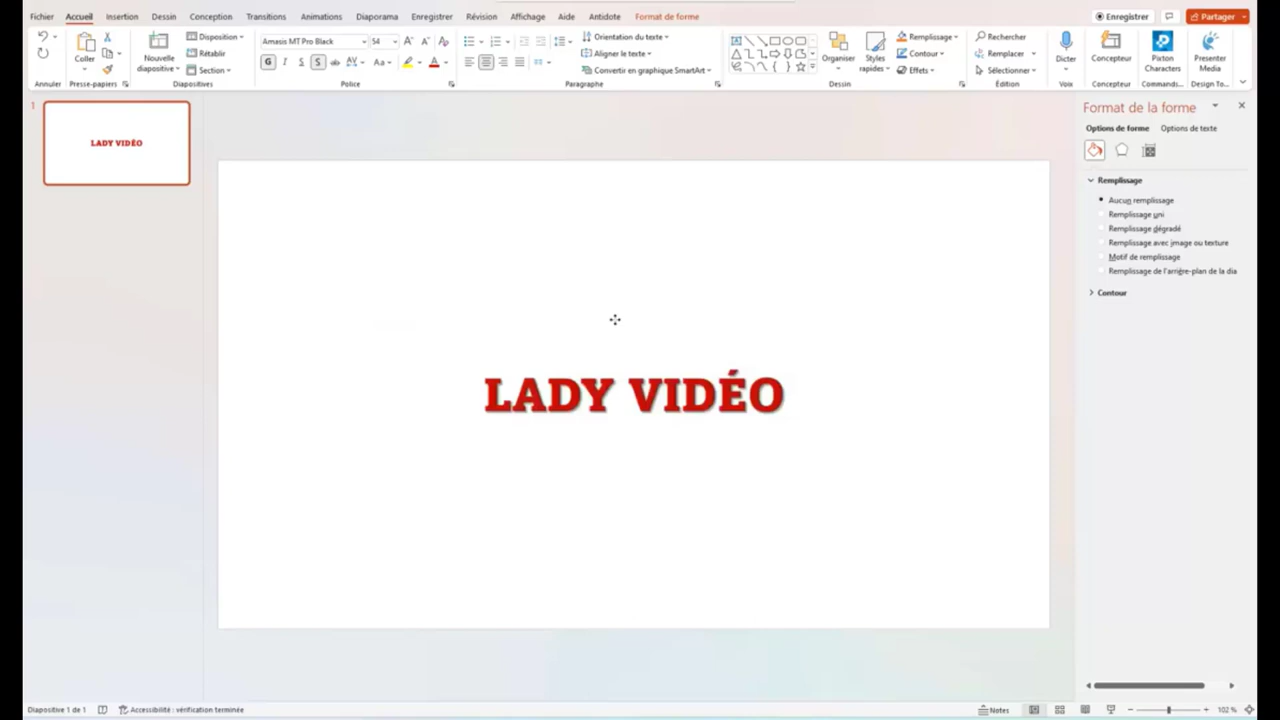 Fichier Accueil Insertion Dessin Conception Transitions Animations Diaporama Enregistrer Révision Affichage Aide Antidote Format de forme Enregistrer Partager
Coller
Nouvelle diapositive
Disposition
Rétablir
Section
Amasis MT Pro Black 54
G I S S ab AV Aa A
Orientation du texte
Aligner le texte
Convertir en graphique SmartArt
Organiser
Styles rapides
Remplissage
Contour
Effets
Rechercher
Remplacer
Sélectionner
Dicter
Concepteur
Pixton Characters
Presenter Media
Annuler Presse-papiers Diapositives Police Paragraphe Dessin Édition Voix Concepteur Command... Design To...
1
LADY VIDÉO
LADY VIDÉO
Format de la forme
Options de forme Options de texte
Remplissage
Aucun remplissage
Remplissage uni
Remplissage dégradé
Remplissage avec image ou texture
Motif de remplissage
Remplissage de l'arrière-plan de la dia
Contour
Diapositive 1 de 1 Accessibilité : vérification terminée Notes 102 %